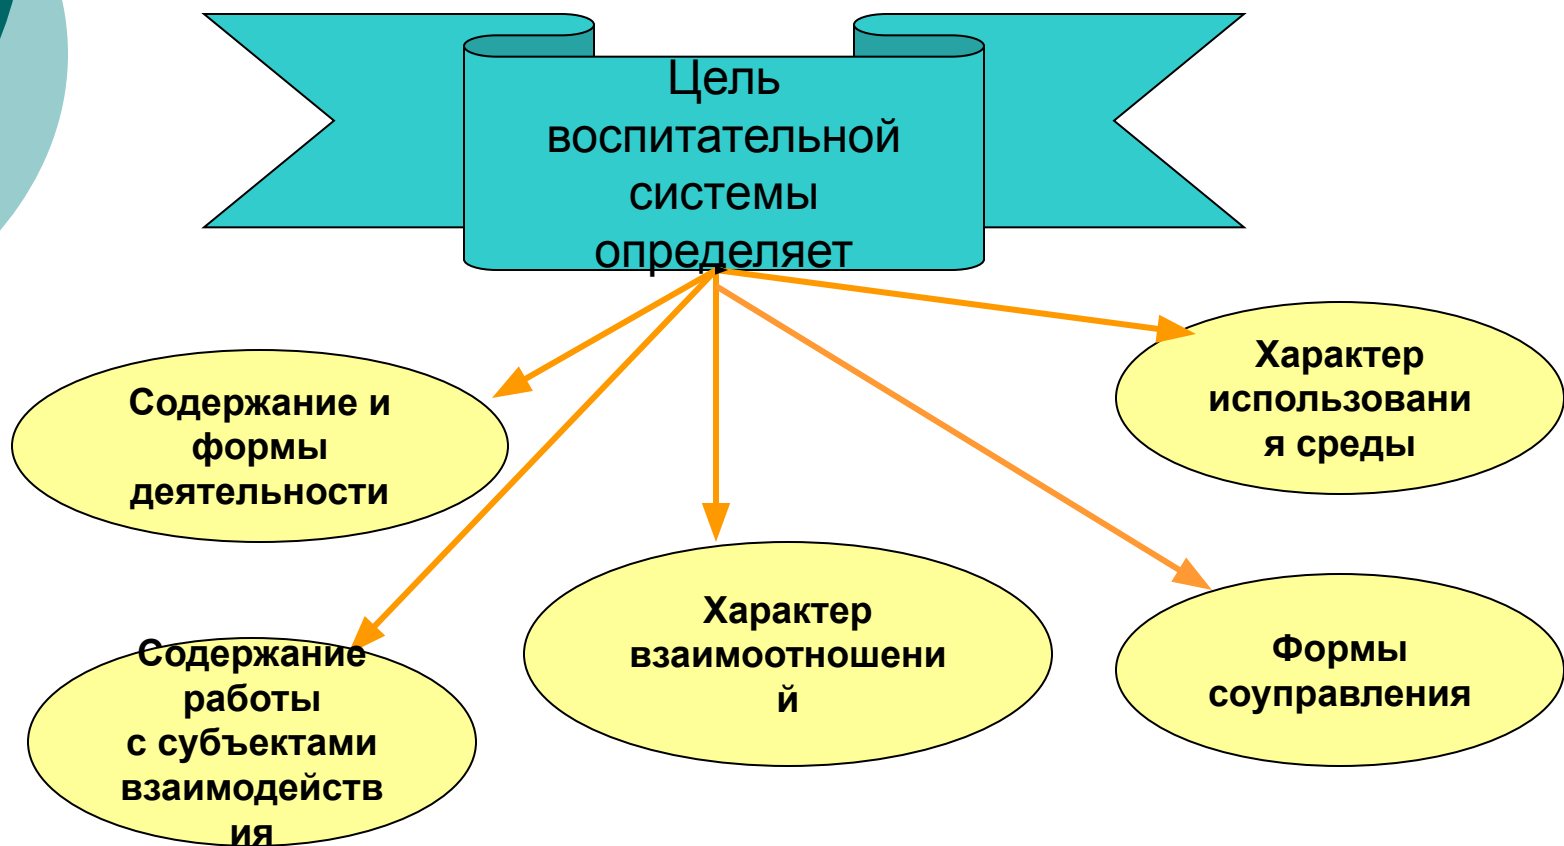 Цель
воспитательной
системы
определяет
Содержание и
формы
деятельности
Характер
использовани
я среды
Содержание
работы
с субъектами
взаимодейств
ия
Характер
взаимоотношени
й
Формы
соуправления